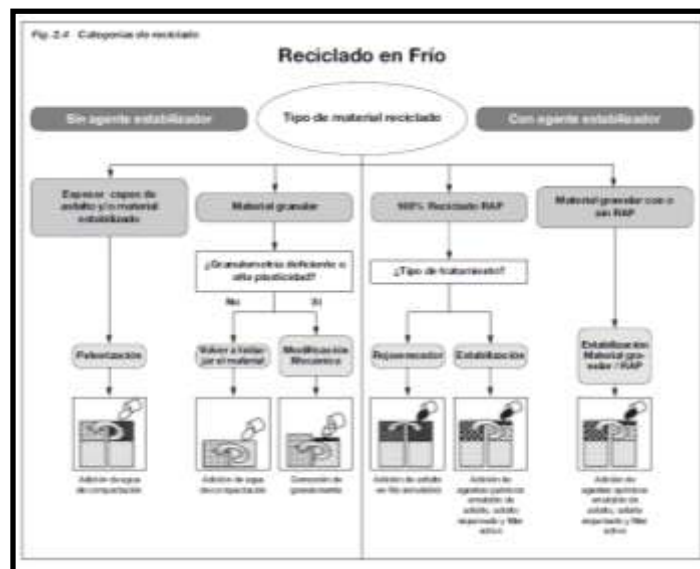 Fig. 2.4 Categorías de reciclado
Reciclado en Frío
Sin agente estabilizador
Tipo de material reciclado
Con agente estabilizador
Espesor capas de
asfalto y/o material
estabilizado
Material granular
100% Reciclado RAP
Material granular con o
sin RAP
¿Granulometría deficiente o
alta plasticidad?
¿Tipo de tratamiento?
No
Si
Pulverización
Volver a trabajar
jar el material
Modificación
Mecánica
Rejuvenecedor
Estabilización
Estabilización
Material gra-
nular / RAP
Adición de agua
de compactación
Adición de agua
de compactación
Corrección de
granulometría
Adición de asfalto
en frío emulsión
Adición de
agentes químicos
emulsión de
asfalto, asfalto
espumado y filler
activo
Adición de
agentes químicos
emulsión de
asfalto, asfalto
espumado y filler
activo